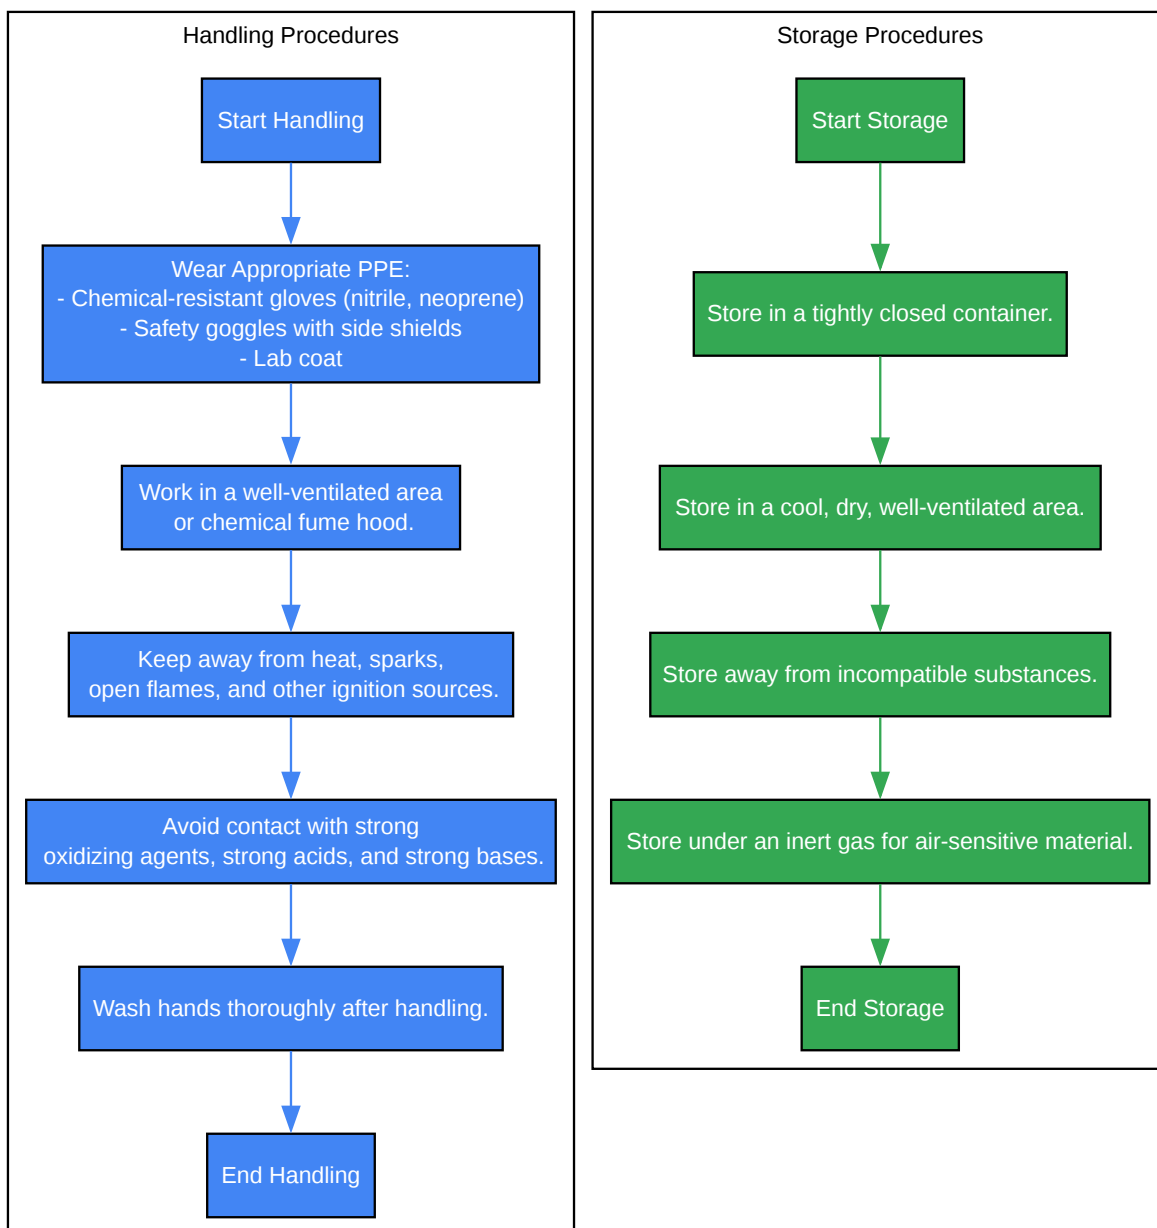 Handling Procedures
Start Handling
Wear Appropriate PPE:
- Chemical-resistant gloves (nitrile, neoprene)
- Safety goggles with side shields
- Lab coat
Work in a well-ventilated area
or chemical fume hood.
Keep away from heat, sparks,
open flames, and other ignition sources.
Avoid contact with strong
oxidizing agents, strong acids, and strong bases.
Wash hands thoroughly after handling.
End Handling
Storage Procedures
Start Storage
Store in a tightly closed container.
Store in a cool, dry, well-ventilated area.
Store away from incompatible substances.
Store under an inert gas for air-sensitive material.
End Storage